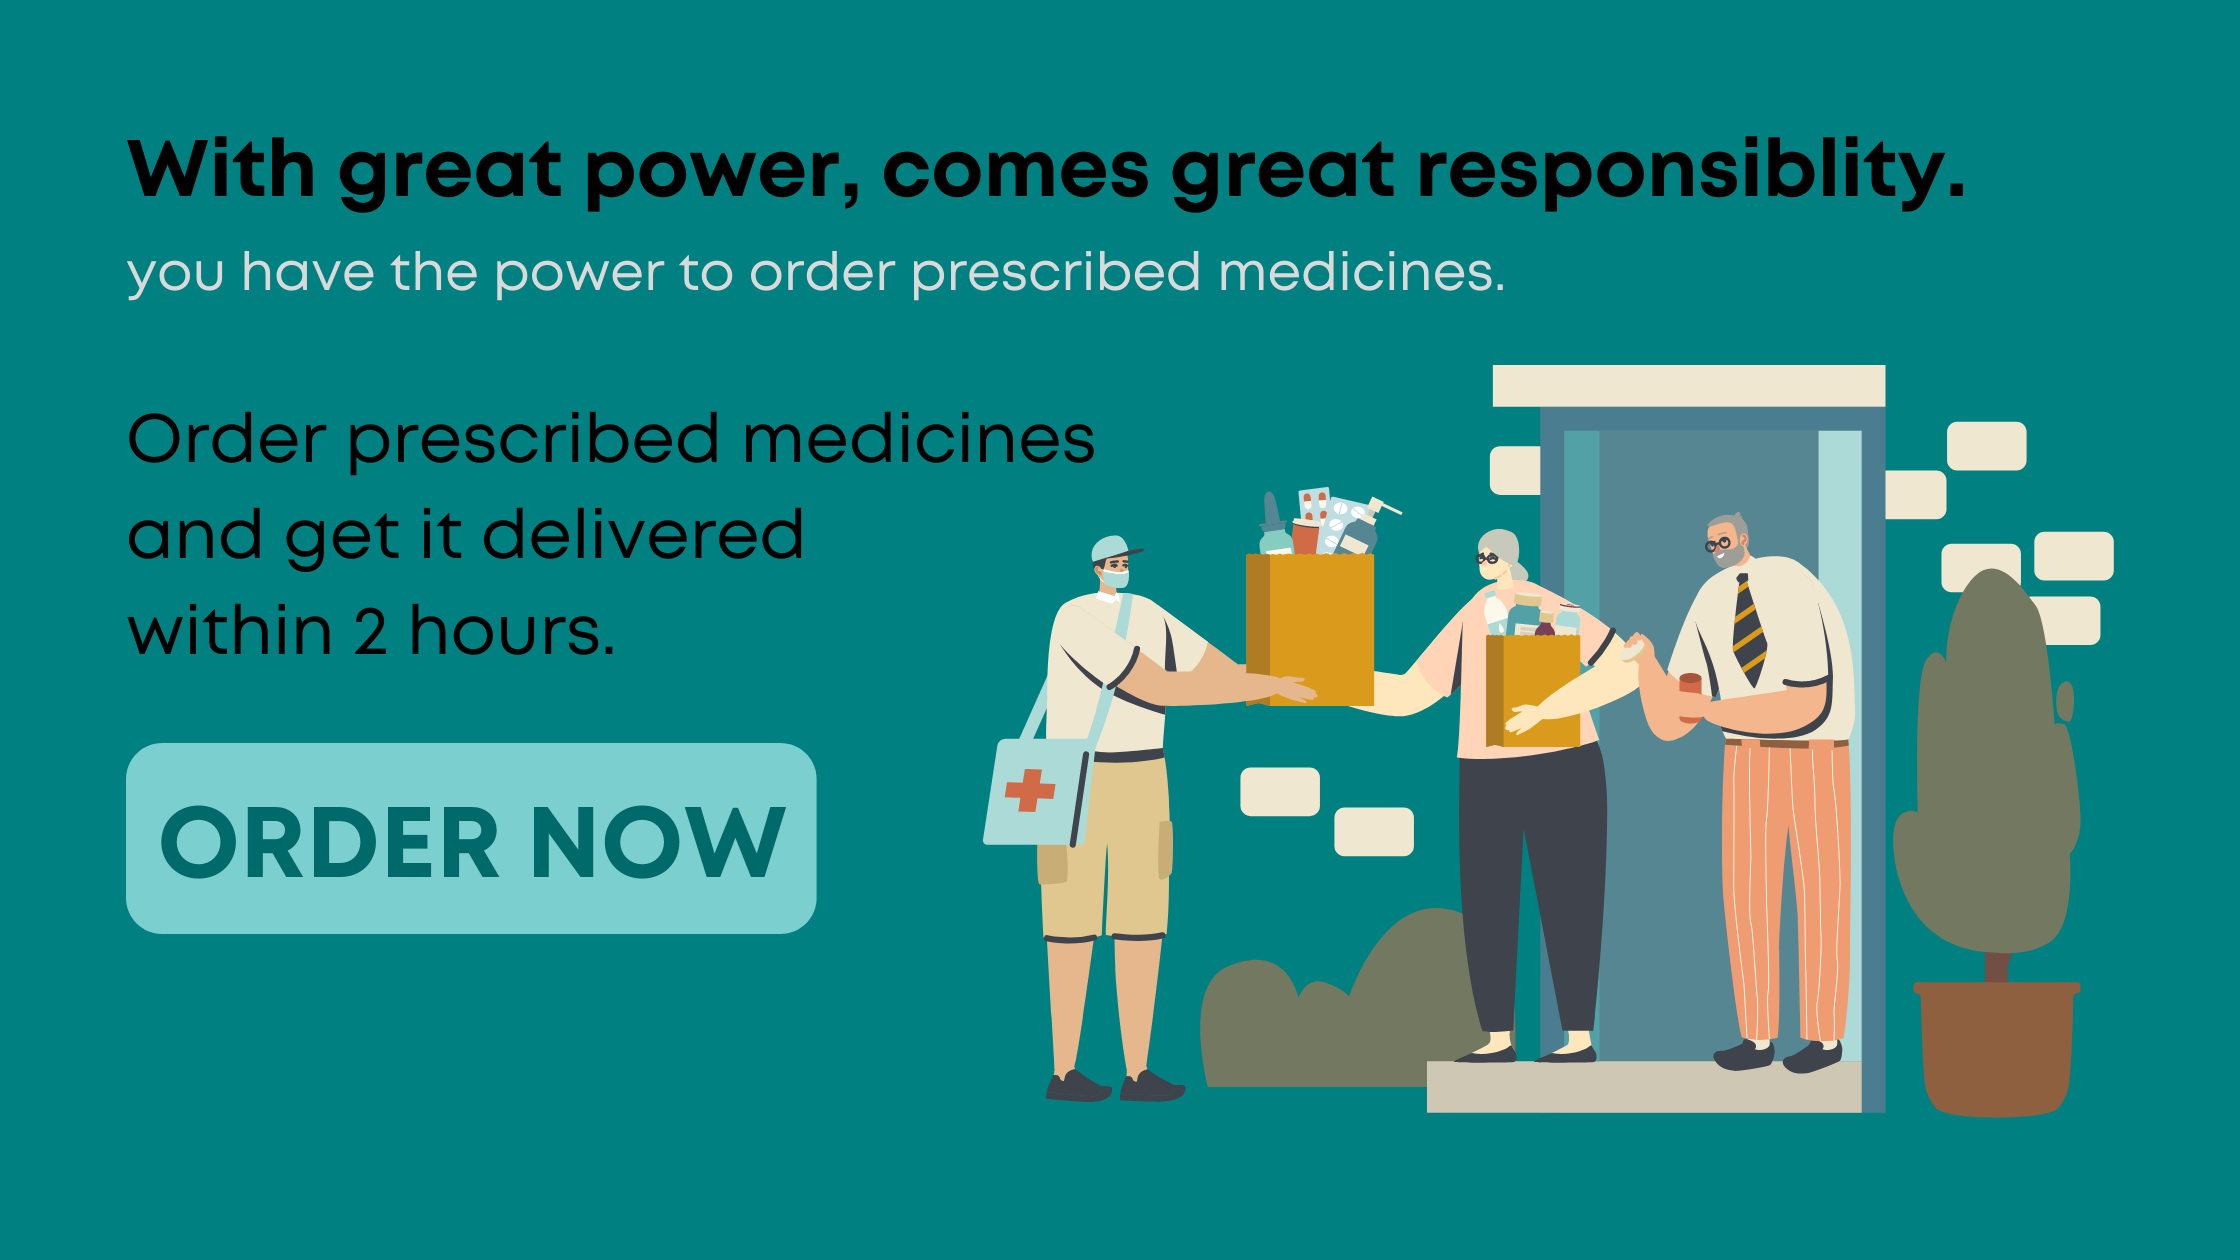 With great power, comes great responsiblity.
you have the power to order prescribed medicines.
Order prescribed medicines
and get it delivered
within 2 hours.
ORDER NOW